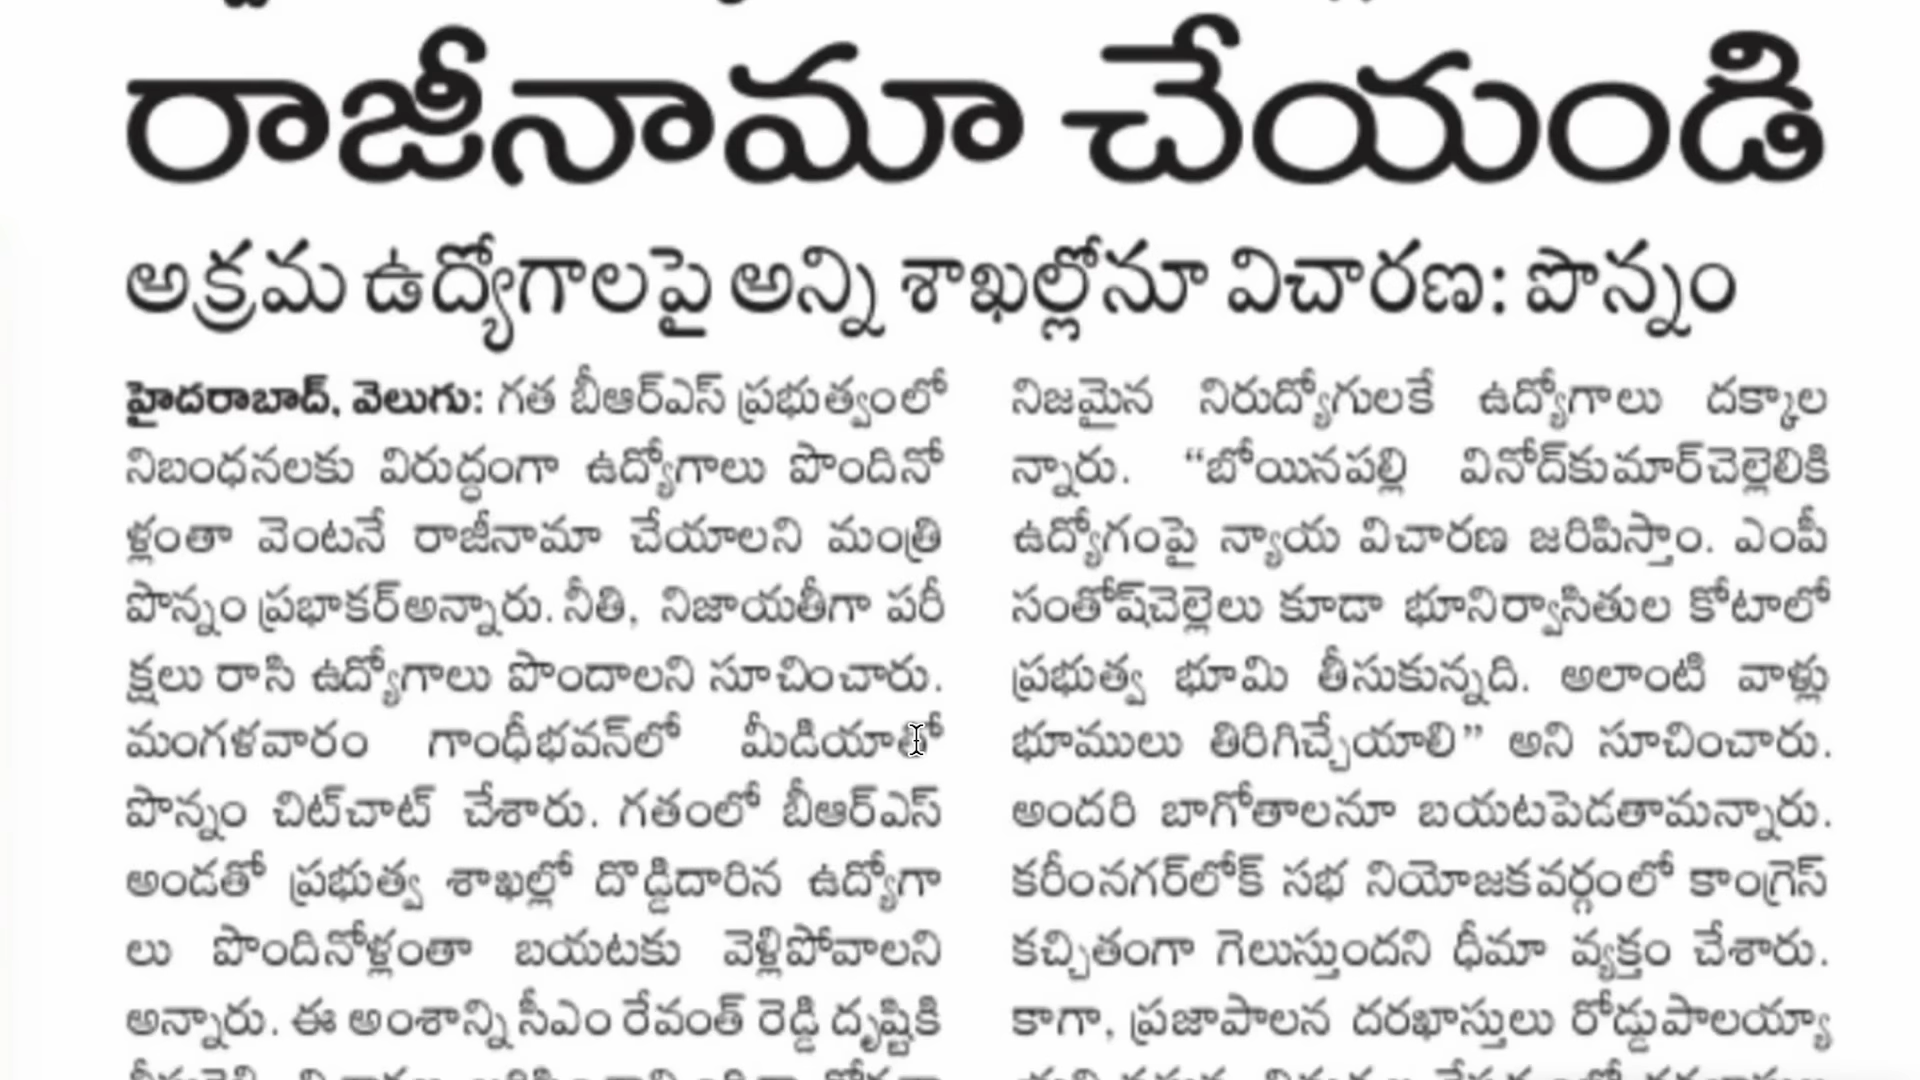 రాజీనామా చేయండి
అక్రమ ఉద్యోగాలపై అన్ని శాఖల్లోనూ విచారణ: పొన్నం
హైదరాబాద్, వెలుగు: గత బీఆర్ఎస్ ప్రభుత్వంలో
నిబంధనలకు విరుద్ధంగా ఉద్యోగాలు పొందినో
ళ్లంతా వెంటనే రాజీనామా చేయాలని మంత్రి
పొన్నం ప్రభాకర్ అన్నారు. నీతి, నిజాయతీగా పరీ
క్షలు రాసి ఉద్యోగాలు పొందాలని సూచించారు.
మంగళవారం గాంధీభవన్‌లో మీడియాతో
పొన్నం చిట్‌చాట్ చేశారు. గతంలో బీఆర్ఎస్
అండతో ప్రభుత్వ శాఖల్లో దొడ్డిదారిన ఉద్యోగా
లు పొందినోళ్లంతా బయటకు వెళ్లిపోవాలని
అన్నారు. ఈ అంశాన్ని సీఎం రేవంత్ రెడ్డి దృష్టికి
నిజమైన నిరుద్యోగులకే ఉద్యోగాలు దక్కాల
న్నారు. “బోయినపల్లి వినోద్‌కుమార్ చెల్లెలికి
ఉద్యోగంపై న్యాయ విచారణ జరిపిస్తాం. ఎంపీ
సంతోష్ చెల్లెలు కూడా భూనిర్వాసితుల కోటాలో
ప్రభుత్వ భూమి తీసుకున్నది. అలాంటి వాళ్లు
భూములు తిరిగిచ్చేయాలి” అని సూచించారు.
అందరి బాగోతాలనూ బయటపెడతామన్నారు.
కరీంనగర్‌లోక్ సభ నియోజకవర్గంలో కాంగ్రెస్
కచ్చితంగా గెలుస్తుందని ధీమా వ్యక్తం చేశారు.
కాగా, ప్రజాపాలన దరఖాస్తులు రోడ్డుపాలయ్యా